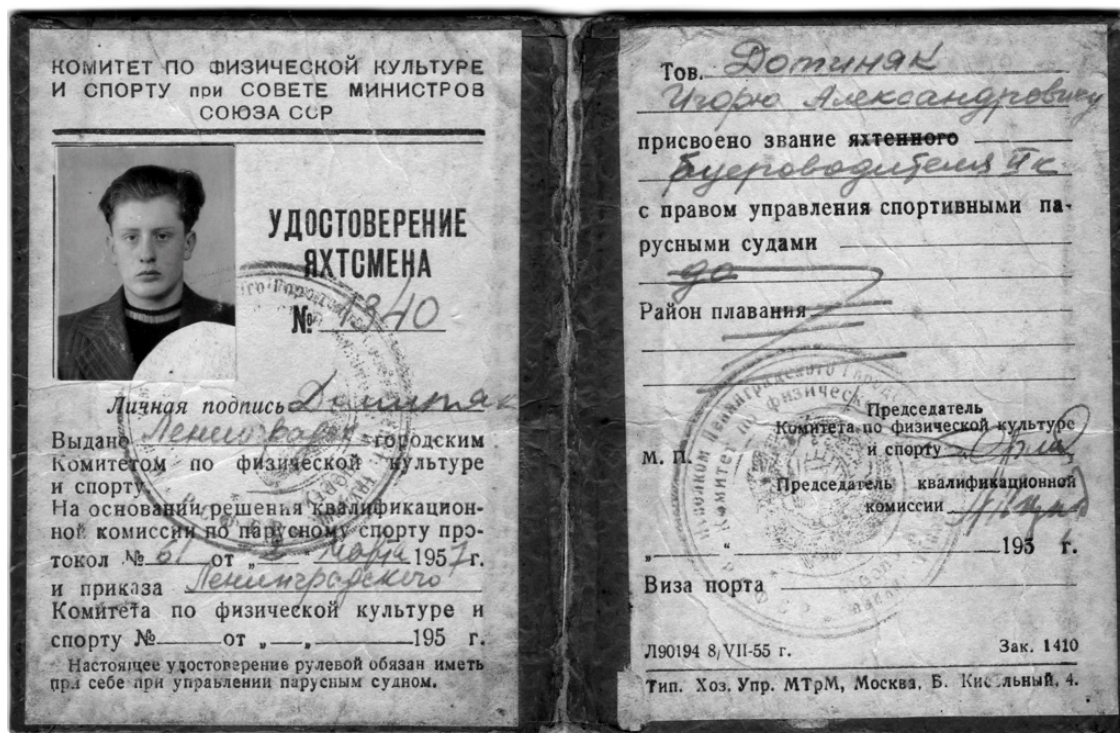 КОМИТЕТ ПО ФИЗИЧЕСКОЙ КУЛЬТУРЕ
И СПОРТУ при СОВЕТЕ МИНИСТРОВ
СОЮЗА ССР
УДОСТОВЕРЕНИЕ
ЯХТСМЕНА
№ 1340
Личная подпись
Выдано Ленинградск городским
Комитетом по физической культуре
и спорту
На основании решения квалификацион-
ной комиссии по парусному спорту про-
токол № 6 от „ “ марта 1957 г.
и приказа Ленинградского
Комитета по физической культуре и
спорту № от „ „ 195 г.
Настоящее удостоверение рулевой обязан иметь
при себе при управлении парусным судном.
Тов. Дотиняк
Игорю Александровичу
присвоено звание яхтенного
буероводителя II к
с правом управления спортивными па-
русными судами
до
Район плавания
Председатель
Комитета по физической культуре
М. П. и спорту
Председатель квалификационной
комиссии
„ “ 195 г.
Виза порта
Л90194 8/VII-55 г. Зак. 1410
Тип. Хоз. Упр. МТрМ, Москва, Б. Кисельный, 4.